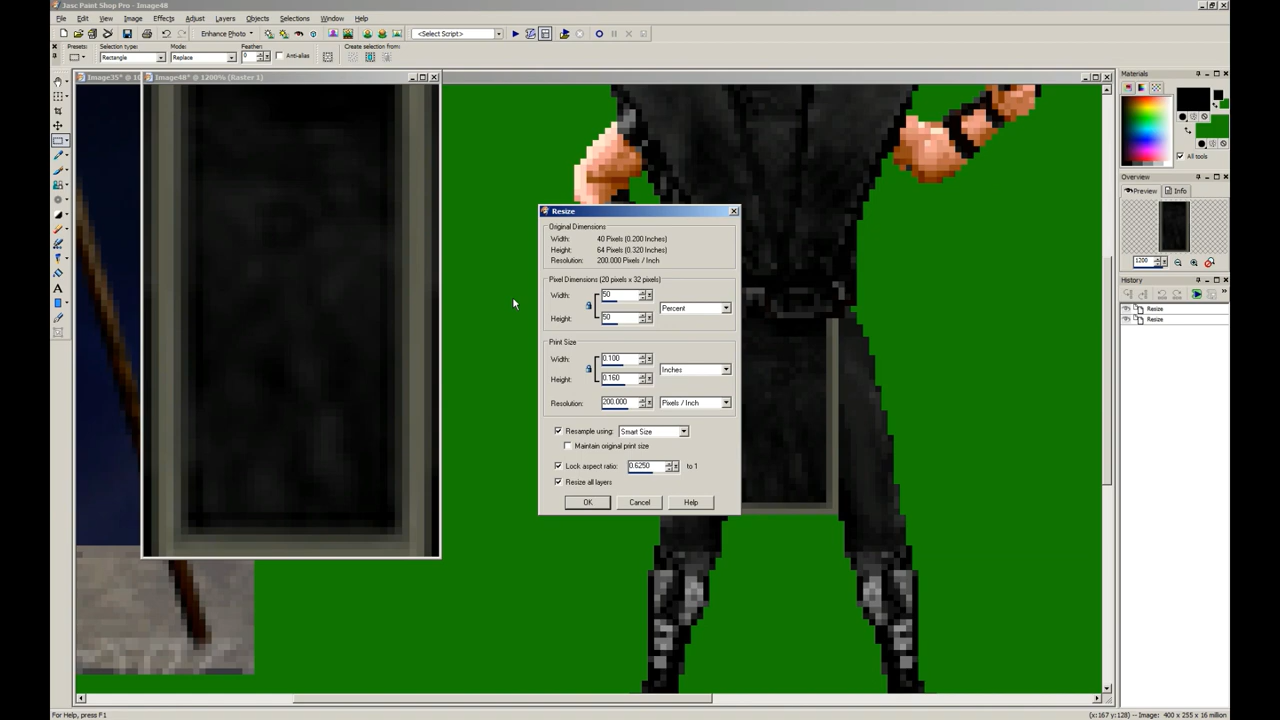 Jasc Paint Shop Pro - Image48
File Edit View Image Effects Adjust Layers Objects Selections Window Help
Enhance Photo
<Select Script>
Presets: Selection type: Mode: Feather: Create selection from:
Rectangle Replace 0 Anti-alias
Image35* @ 10 Image48* @ 1200% (Raster 1)
Materials
All tools
Overview
Preview Info
1200
History
Resize
Resize
Resize
Original Dimensions
Width: 40 Pixels (0.200 Inches)
Height: 64 Pixels (0.320 Inches)
Resolution: 200.000 Pixels / Inch
Pixel Dimensions (20 pixels x 32 pixels)
Width: 50
Percent
Height: 50
Print Size
Width: 0.100
Inches
Height: 0.160
Resolution: 200.000 Pixels / Inch
Resample using: Smart Size
Maintain original print size
Lock aspect ratio: 0.6250 to 1
Resize all layers
OK Cancel Help
For Help, press F1
(x:167 y:128) -- Image: 400 x 255 x 16 million